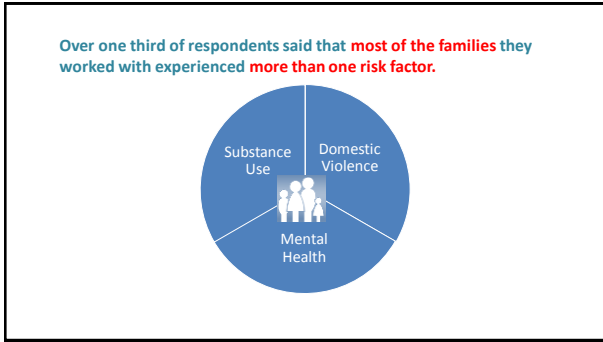 Over one third of respondents said that most of the families they
worked with experienced more than one risk factor.
Substance
Use
Domestic
Violence
Mental
Health